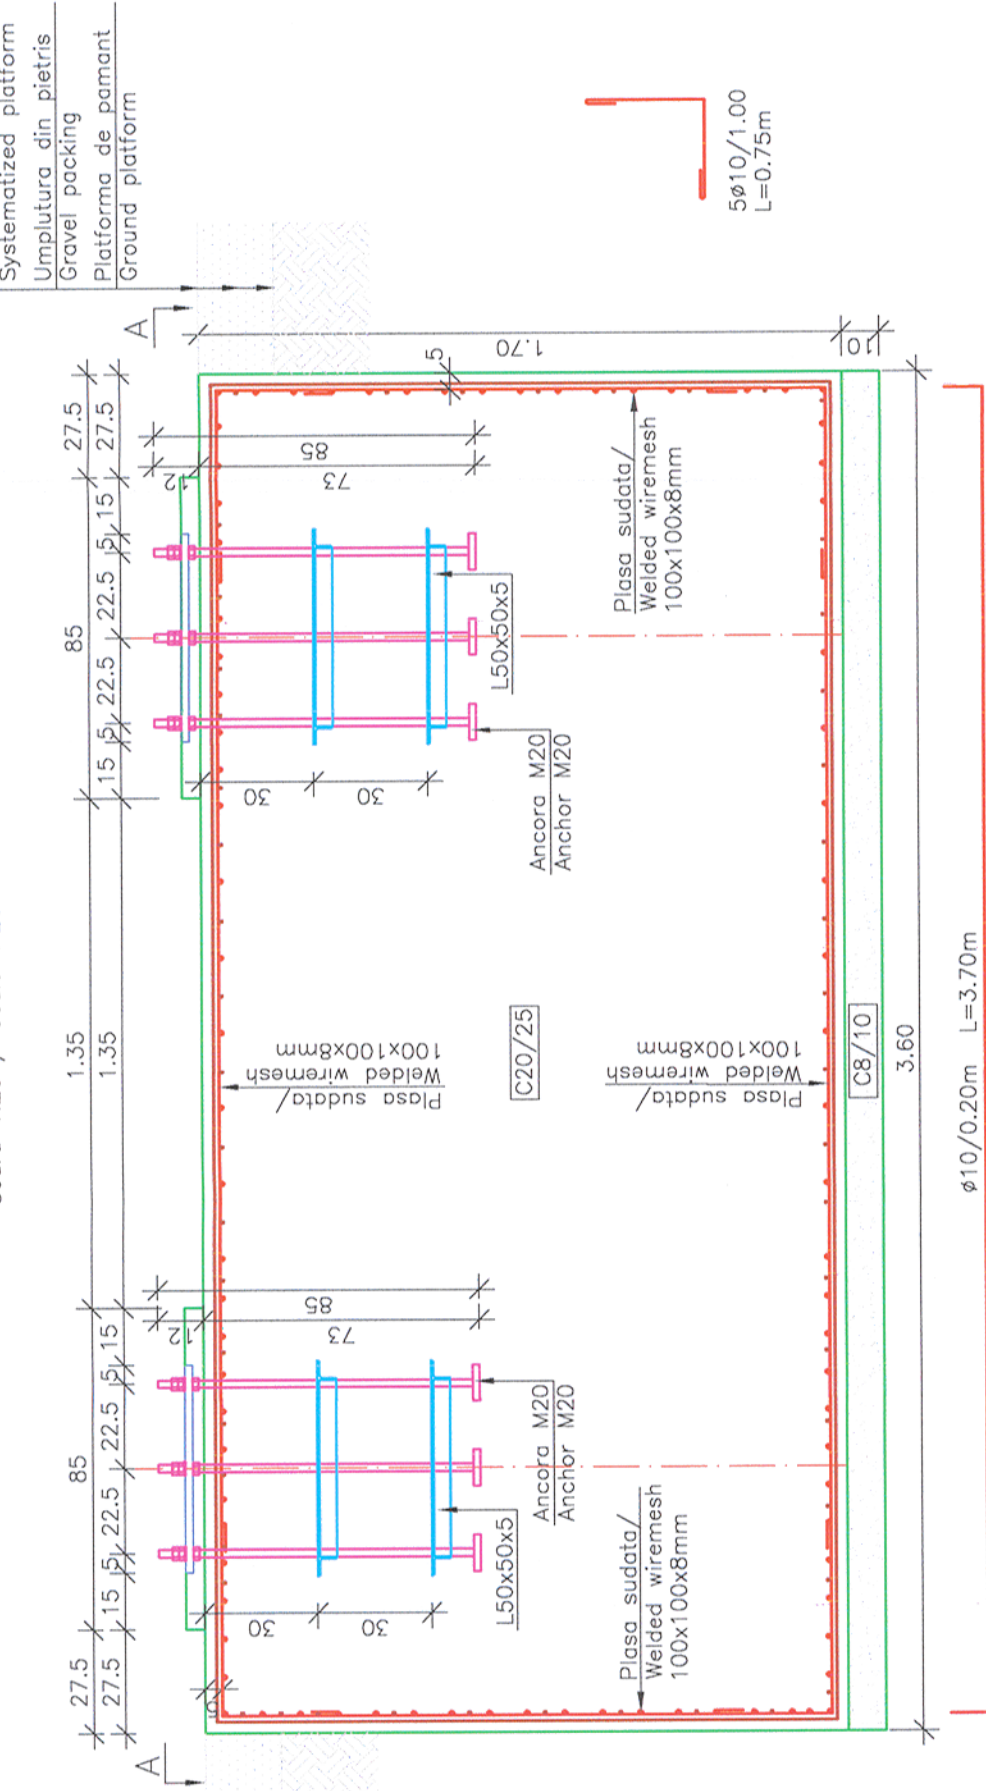 Systematized platform
Umplutura din pietris
Gravel packing
Platforma de pamant
Ground platform
A
A
27.5
85
1.35
85
27.5
27.5
15
5
22.5
22.5
5
15
1.35
15
5
22.5
22.5
5
15
27.5
12
73
85
12
73
85
30
30
30
30
5
5
1.70
10
L50x50x5
L50x50x5
Ancora M20
Anchor M20
Ancora M20
Anchor M20
Plasa sudata/
Welded wiremesh
100x100x8mm
Plasa sudata/
Welded wiremesh
100x100x8mm
Plasa sudata/
Welded wiremesh
100x100x8mm
Plasa sudata/
Welded wiremesh
100x100x8mm
C20/25
C8/10
3.60
5ø10/1.00
L=0.75m
ø10/0.20m L=3.70m